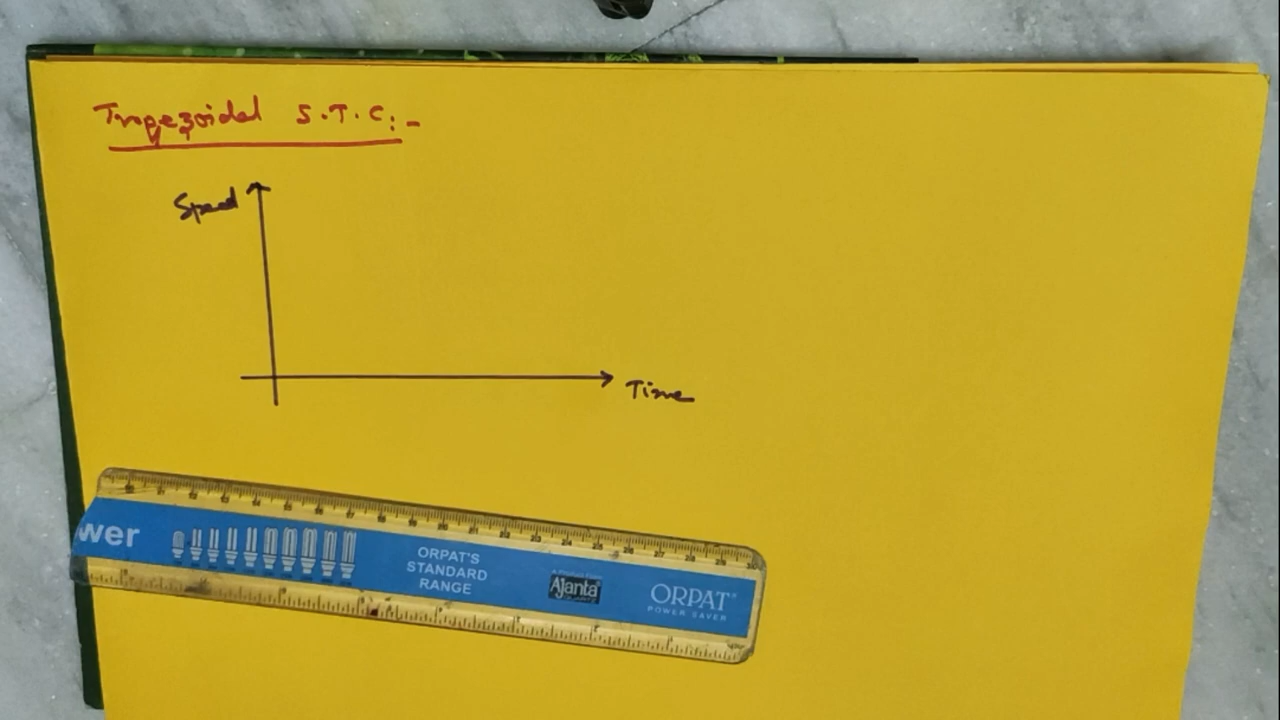 Trapezoidal S.T.C:-
Speed
Time
wer
ORPAT'S
STANDARD
RANGE
Ajanta
ORPAT
POWER SAVER